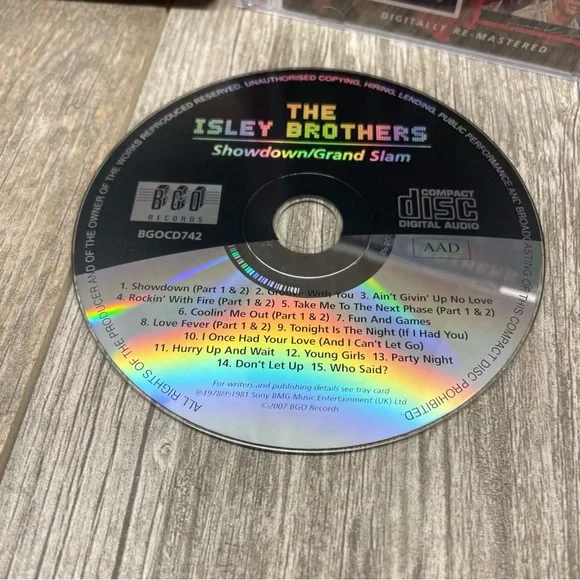 DIGITALLY RE-MASTERED
ALL RIGHTS OF THE PRODUCER AND OF THE OWNER OF THE WORKS REPRODUCED RESERVED. UNAUTHORISED COPYING, HIRING, LENDING, PUBLIC PERFORMANCE AND BROADCASTING OF THIS COMPACT DISC PROHIBITED.
THE
ISLEY BROTHERS
Showdown/Grand Slam
BGO
RECORDS
BGOCD742
COMPACT
disc
DIGITAL AUDIO
AAD
1. Showdown (Part 1 & 2) 2. Groove With You 3. Ain't Givin' Up No Love
4. Rockin' With Fire (Part 1 & 2) 5. Take Me To The Next Phase (Part 1 & 2)
6. Coolin' Me Out (Part 1 & 2) 7. Fun And Games
8. Love Fever (Part 1 & 2) 9. Tonight Is The Night (If I Had You)
10. I Once Had Your Love (And I Can't Let Go)
11. Hurry Up And Wait 12. Young Girls 13. Party Night
14. Don't Let Up 15. Who Said?
For writers and publishing details see tray card
℗1978/℗1981 Sony BMG Music Entertainment (UK) Ltd
©2007 BGO Records